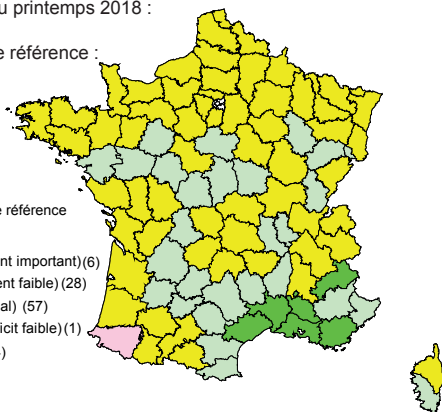 u printemps 2018 :
e référence :
e référence
nt important)(6)
ent faible)(28)
al) (57)
icit faible)(1)
)